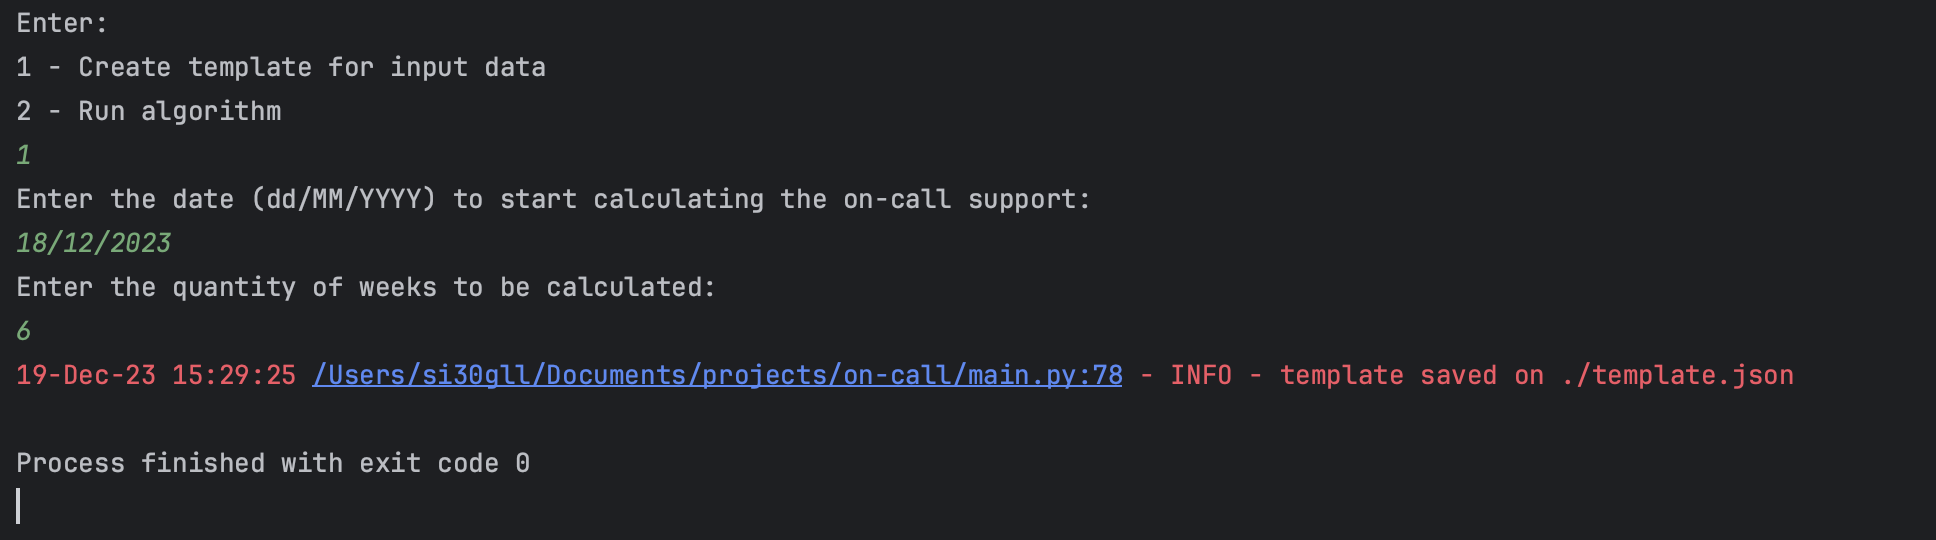 Enter:
1 - Create template for input data
2 - Run algorithm
1
Enter the date (dd/MM/YYYY) to start calculating the on-call support:
18/12/2023
Enter the quantity of weeks to be calculated:
6
19-Dec-23 15:29:25 /Users/si30gll/Documents/projects/on-call/main.py:78 - INFO - template saved on ./template.json
Process finished with exit code 0